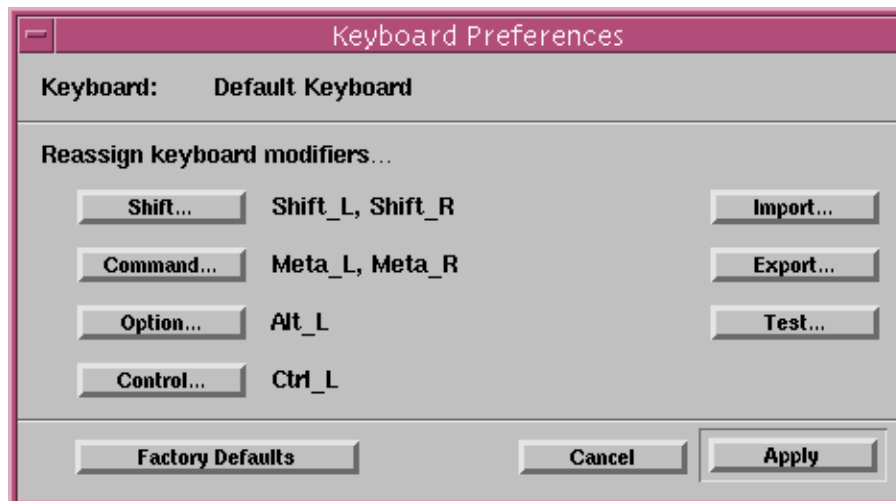 Keyboard Preferences
Keyboard: Default Keyboard
Reassign keyboard modifiers...
Shift... Shift_L, Shift_R Import...
Command... Meta_L, Meta_R Export...
Option... Alt_L Test...
Control... Ctrl_L
Factory Defaults Cancel Apply